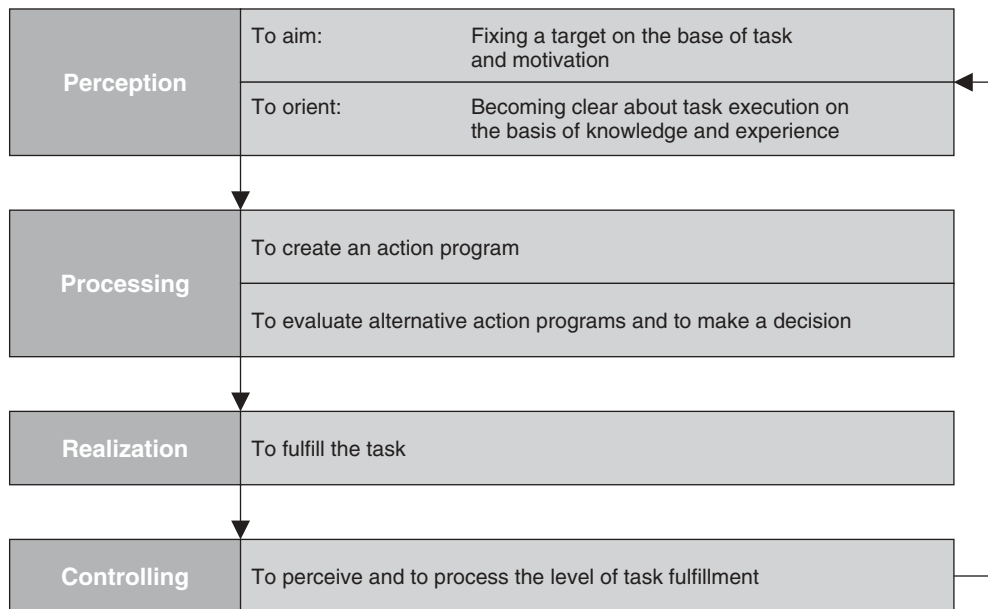 Perception
To aim: Fixing a target on the base of task
and motivation
To orient: Becoming clear about task execution on
the basis of knowledge and experience
Processing
To create an action program
To evaluate alternative action programs and to make a decision
Realization
To fulfill the task
Controlling
To perceive and to process the level of task fulfillment